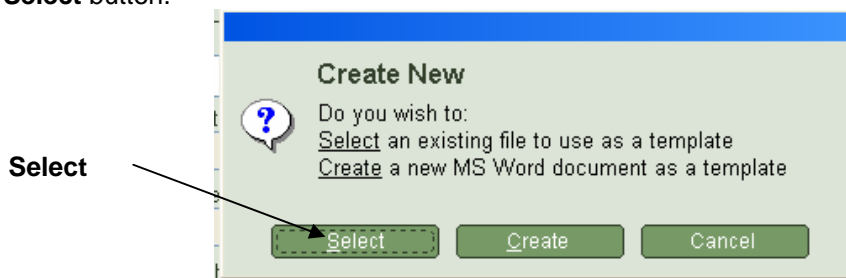 Select button.
Create New
?
Do you wish to:
Select an existing file to use as a template
Create a new MS Word document as a template
Select
Select Create Cancel